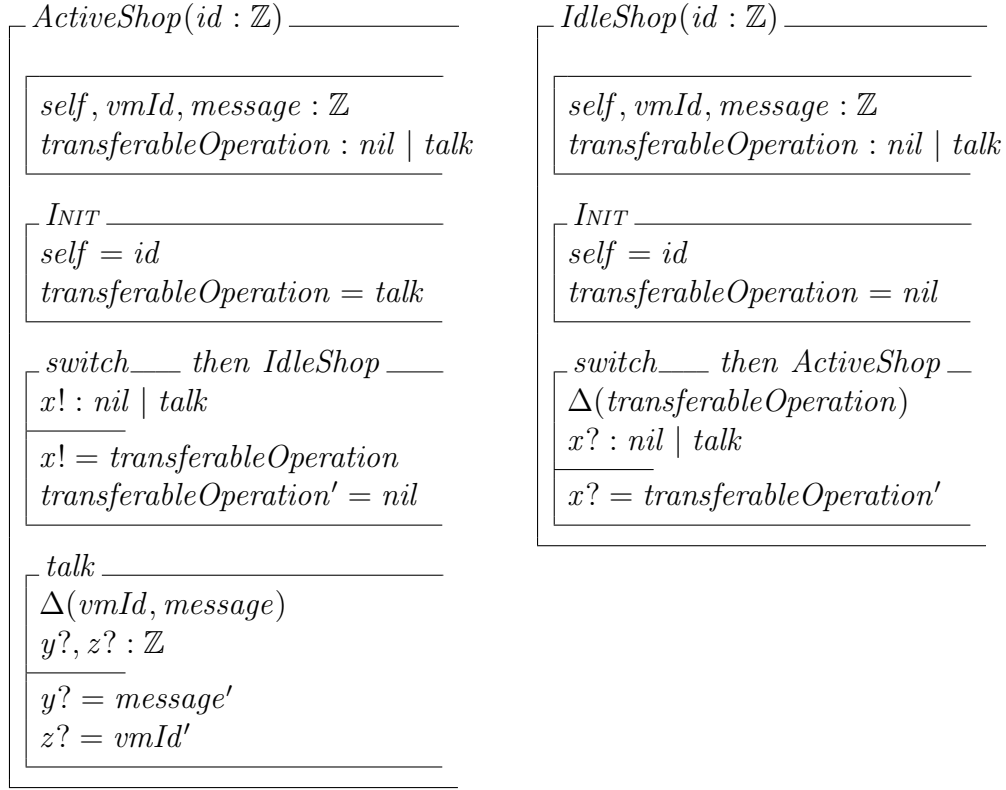 ActiveShop(id : ℤ)
self, vmId, message : ℤ
transferableOperation : nil | talk
INIT
self = id
transferableOperation = talk
switch___ then IdleShop
x! : nil | talk
x! = transferableOperation
transferableOperation′ = nil
talk
Δ(vmId, message)
y?, z? : ℤ
y? = message′
z? = vmId′
IdleShop(id : ℤ)
self, vmId, message : ℤ
transferableOperation : nil | talk
INIT
self = id
transferableOperation = nil
switch___ then ActiveShop
Δ(transferableOperation)
x? : nil | talk
x? = transferableOperation′